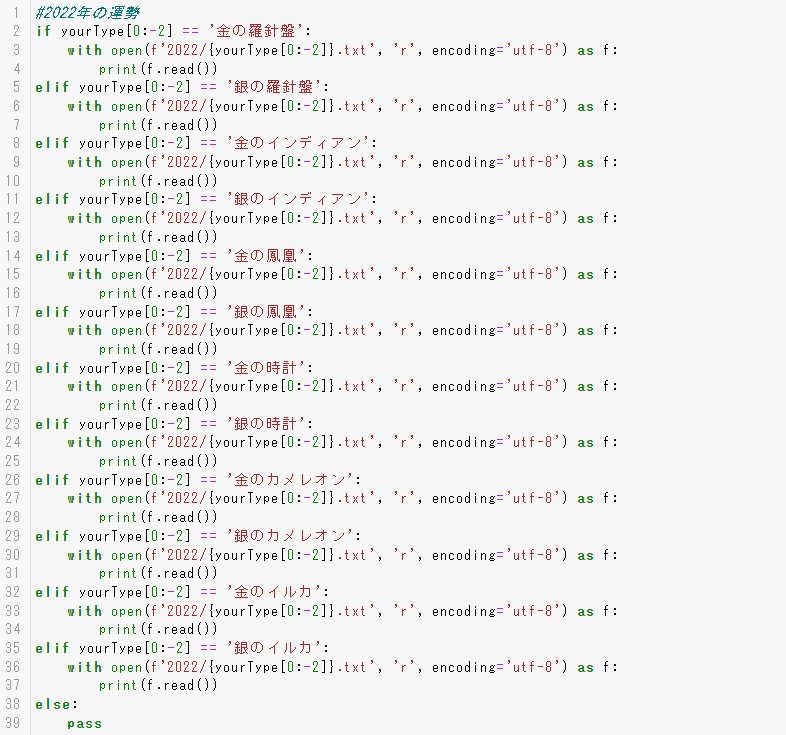 1 #2022年の運勢
2 if yourType[0:-2] == '金の羅針盤':
3     with open(f'2022/{yourType[0:-2]}.txt', 'r', encoding='utf-8') as f:
4         print(f.read())
5 elif yourType[0:-2] == '銀の羅針盤':
6     with open(f'2022/{yourType[0:-2]}.txt', 'r', encoding='utf-8') as f:
7         print(f.read())
8 elif yourType[0:-2] == '金のインディアン':
9     with open(f'2022/{yourType[0:-2]}.txt', 'r', encoding='utf-8') as f:
10         print(f.read())
11 elif yourType[0:-2] == '銀のインディアン':
12     with open(f'2022/{yourType[0:-2]}.txt', 'r', encoding='utf-8') as f:
13         print(f.read())
14 elif yourType[0:-2] == '金の鳳凰':
15     with open(f'2022/{yourType[0:-2]}.txt', 'r', encoding='utf-8') as f:
16         print(f.read())
17 elif yourType[0:-2] == '銀の鳳凰':
18     with open(f'2022/{yourType[0:-2]}.txt', 'r', encoding='utf-8') as f:
19         print(f.read())
20 elif yourType[0:-2] == '金の時計':
21     with open(f'2022/{yourType[0:-2]}.txt', 'r', encoding='utf-8') as f:
22         print(f.read())
23 elif yourType[0:-2] == '銀の時計':
24     with open(f'2022/{yourType[0:-2]}.txt', 'r', encoding='utf-8') as f:
25         print(f.read())
26 elif yourType[0:-2] == '金のカメレオン':
27     with open(f'2022/{yourType[0:-2]}.txt', 'r', encoding='utf-8') as f:
28         print(f.read())
29 elif yourType[0:-2] == '銀のカメレオン':
30     with open(f'2022/{yourType[0:-2]}.txt', 'r', encoding='utf-8') as f:
31         print(f.read())
32 elif yourType[0:-2] == '金のイルカ':
33     with open(f'2022/{yourType[0:-2]}.txt', 'r', encoding='utf-8') as f:
34         print(f.read())
35 elif yourType[0:-2] == '銀のイルカ':
36     with open(f'2022/{yourType[0:-2]}.txt', 'r', encoding='utf-8') as f:
37         print(f.read())
38 else:
39     pass